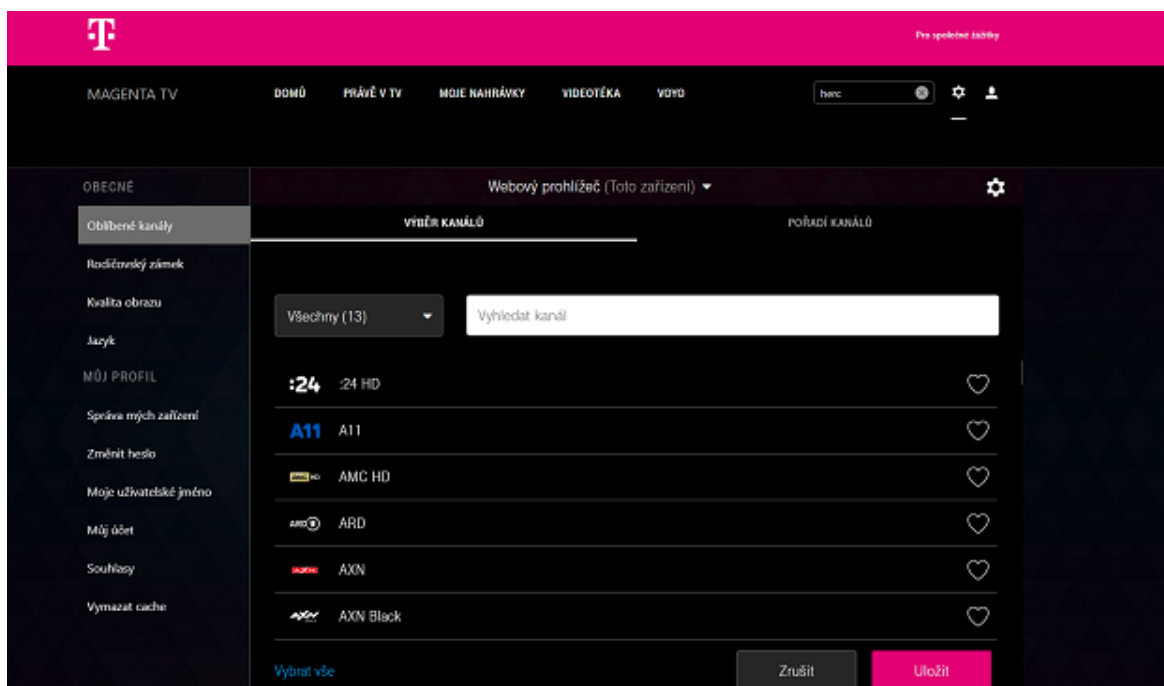 T
Pro společné zážitky
MAGENTA TV
DOMŮ PRÁVĚ V TV MOJE NAHRÁVKY VIDEOTÉKA VOYO
herc
OBECNÉ
Webový prohlížeč (Toto zařízení)
Oblíbené kanály
VÝBĚR KANÁLŮ POŘADÍ KANÁLŮ
Rodičovský zámek
Kvalita obrazu
Všechny (13) Vyhledat kanál
Jazyk
MŮJ PROFIL
:24 :24 HD
Správa mých zařízení
A11 A11
Změnit heslo
AMC HD
Moje uživatelské jméno
ARD ARD
Můj účet
Souhlasy
AXN AXN
Vymazat cache
AXN AXN Black
Vybrat vše Zrušit Uložit